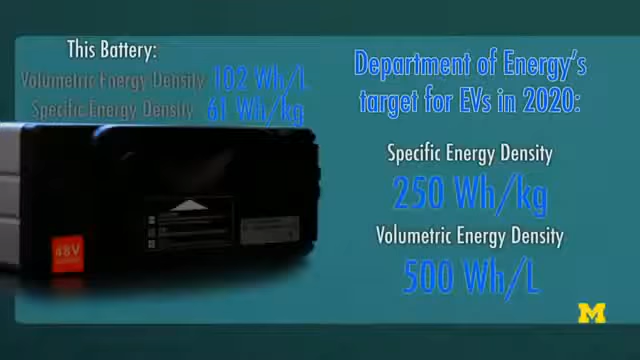 This Battery:
Volumetric Energy Density 102 Wh/L
Specific Energy Density 61 Wh/kg
Department of Energy's
target for EVs in 2020:
Specific Energy Density
250 Wh/kg
Volumetric Energy Density
500 Wh/L
48V
M